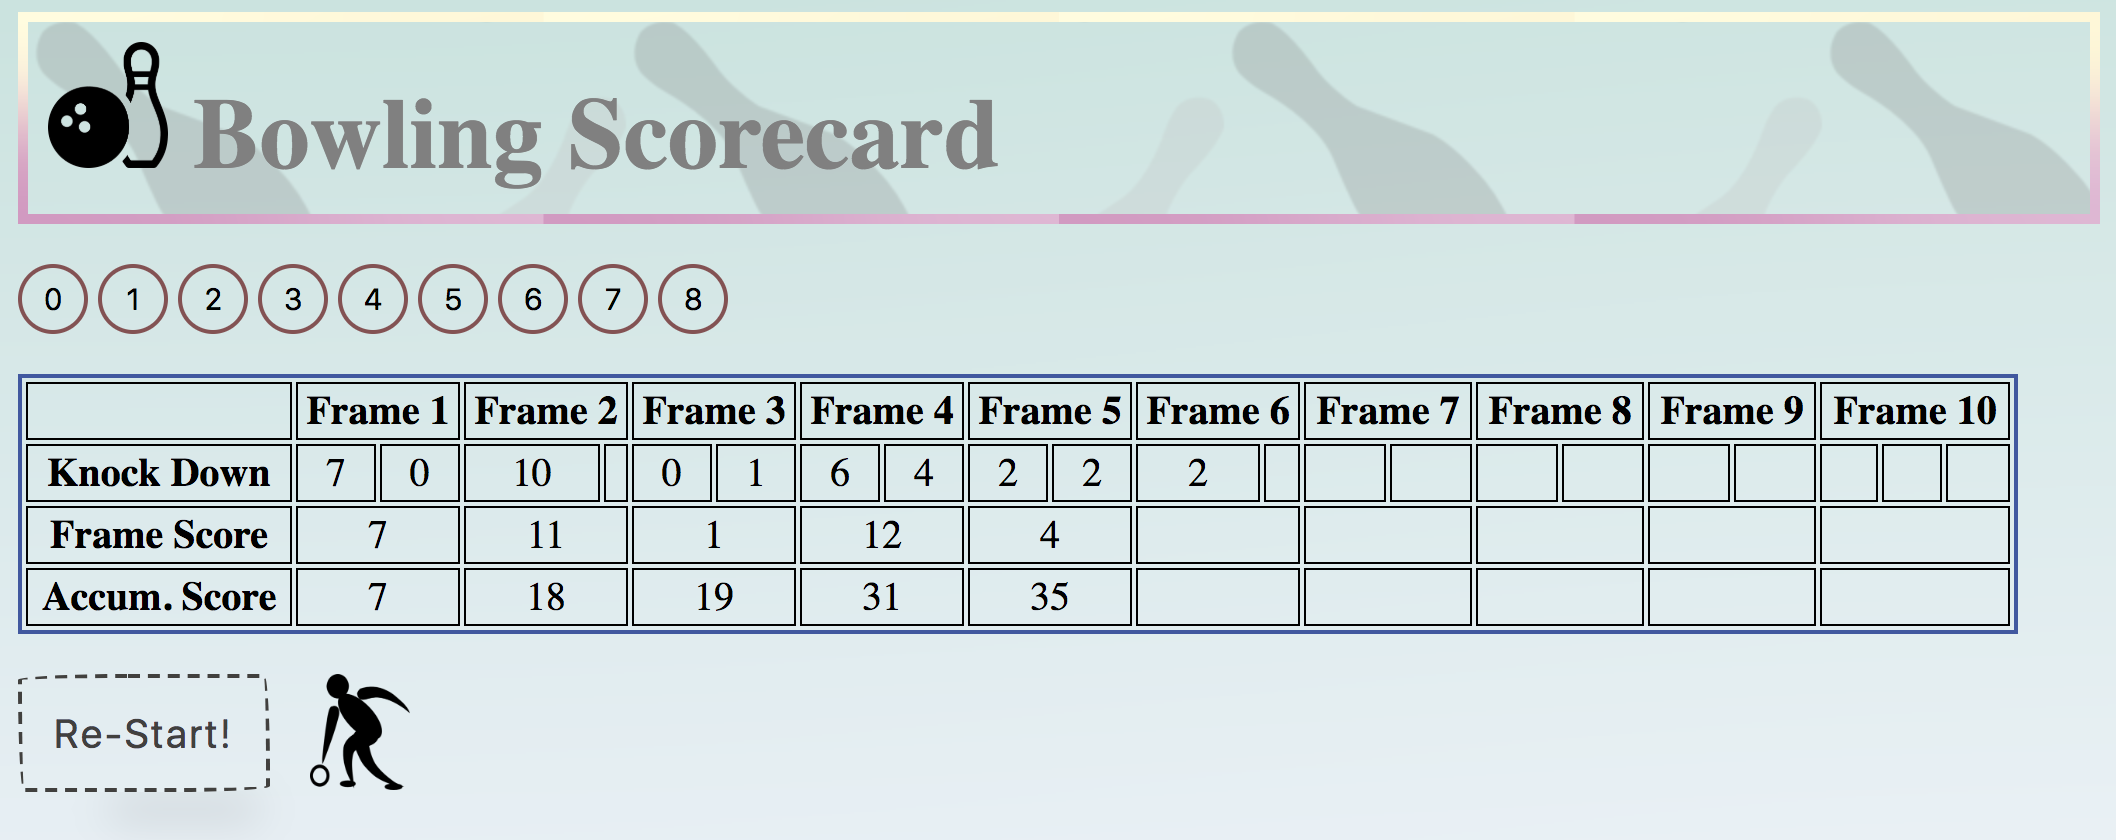 Bowling Scorecard
0 1 2 3 4 5 6 7 8
Frame 1 Frame 2 Frame 3 Frame 4 Frame 5 Frame 6 Frame 7 Frame 8 Frame 9 Frame 10
Knock Down 7 0 10 0 1 6 4 2 2 2
Frame Score 7 11 1 12 4
Accum. Score 7 18 19 31 35
Re-Start!